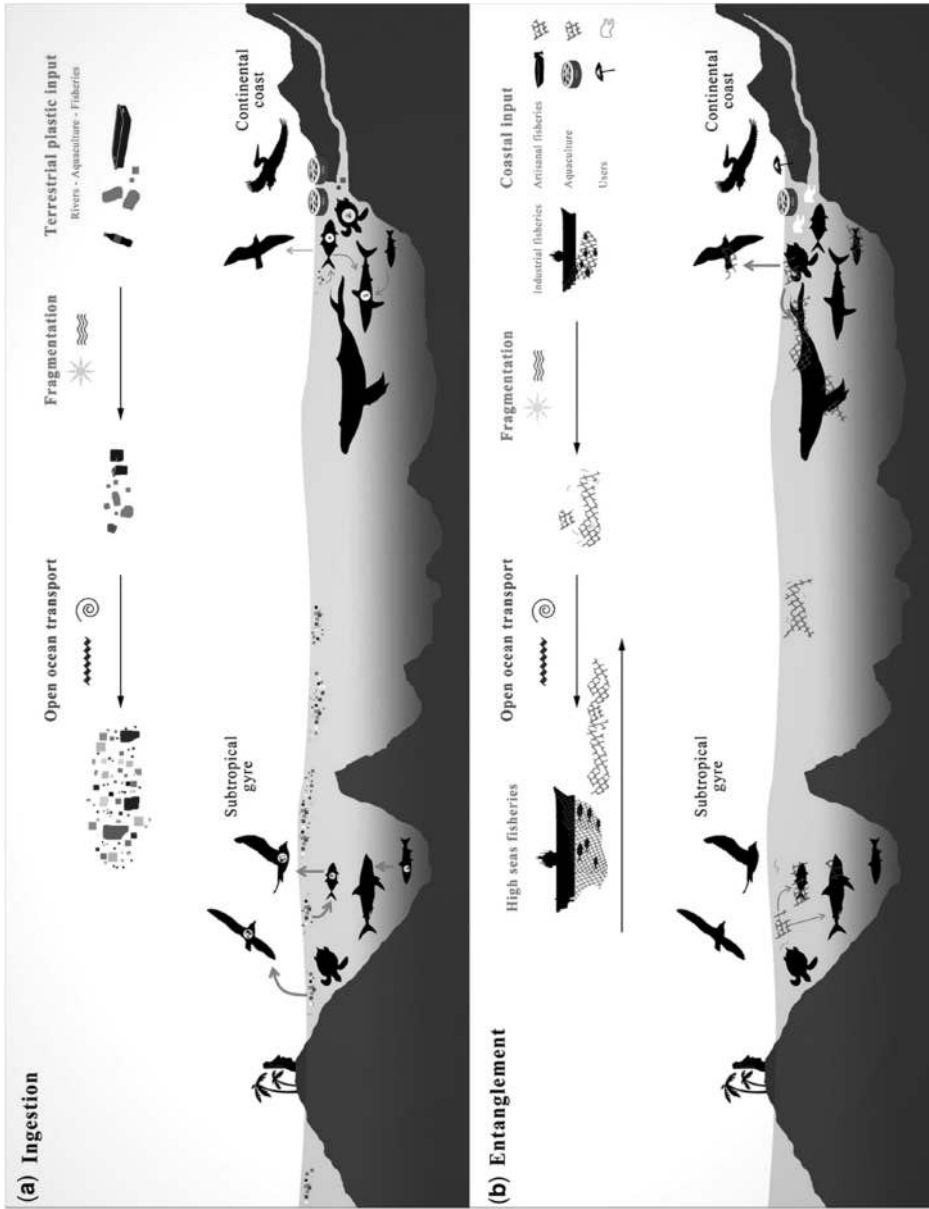 (a) Ingestion
Open ocean transport
Fragmentation
Terrestrial plastic input
Rivers - Aquaculture - Fisheries
Subtropical
gyre
Continental
coast
(b) Entanglement
High seas fisheries
Open ocean transport
Fragmentation
Coastal input
Industrial fisheries
Artisanal fisheries
Aquaculture
Users
Subtropical
gyre
Continental
coast